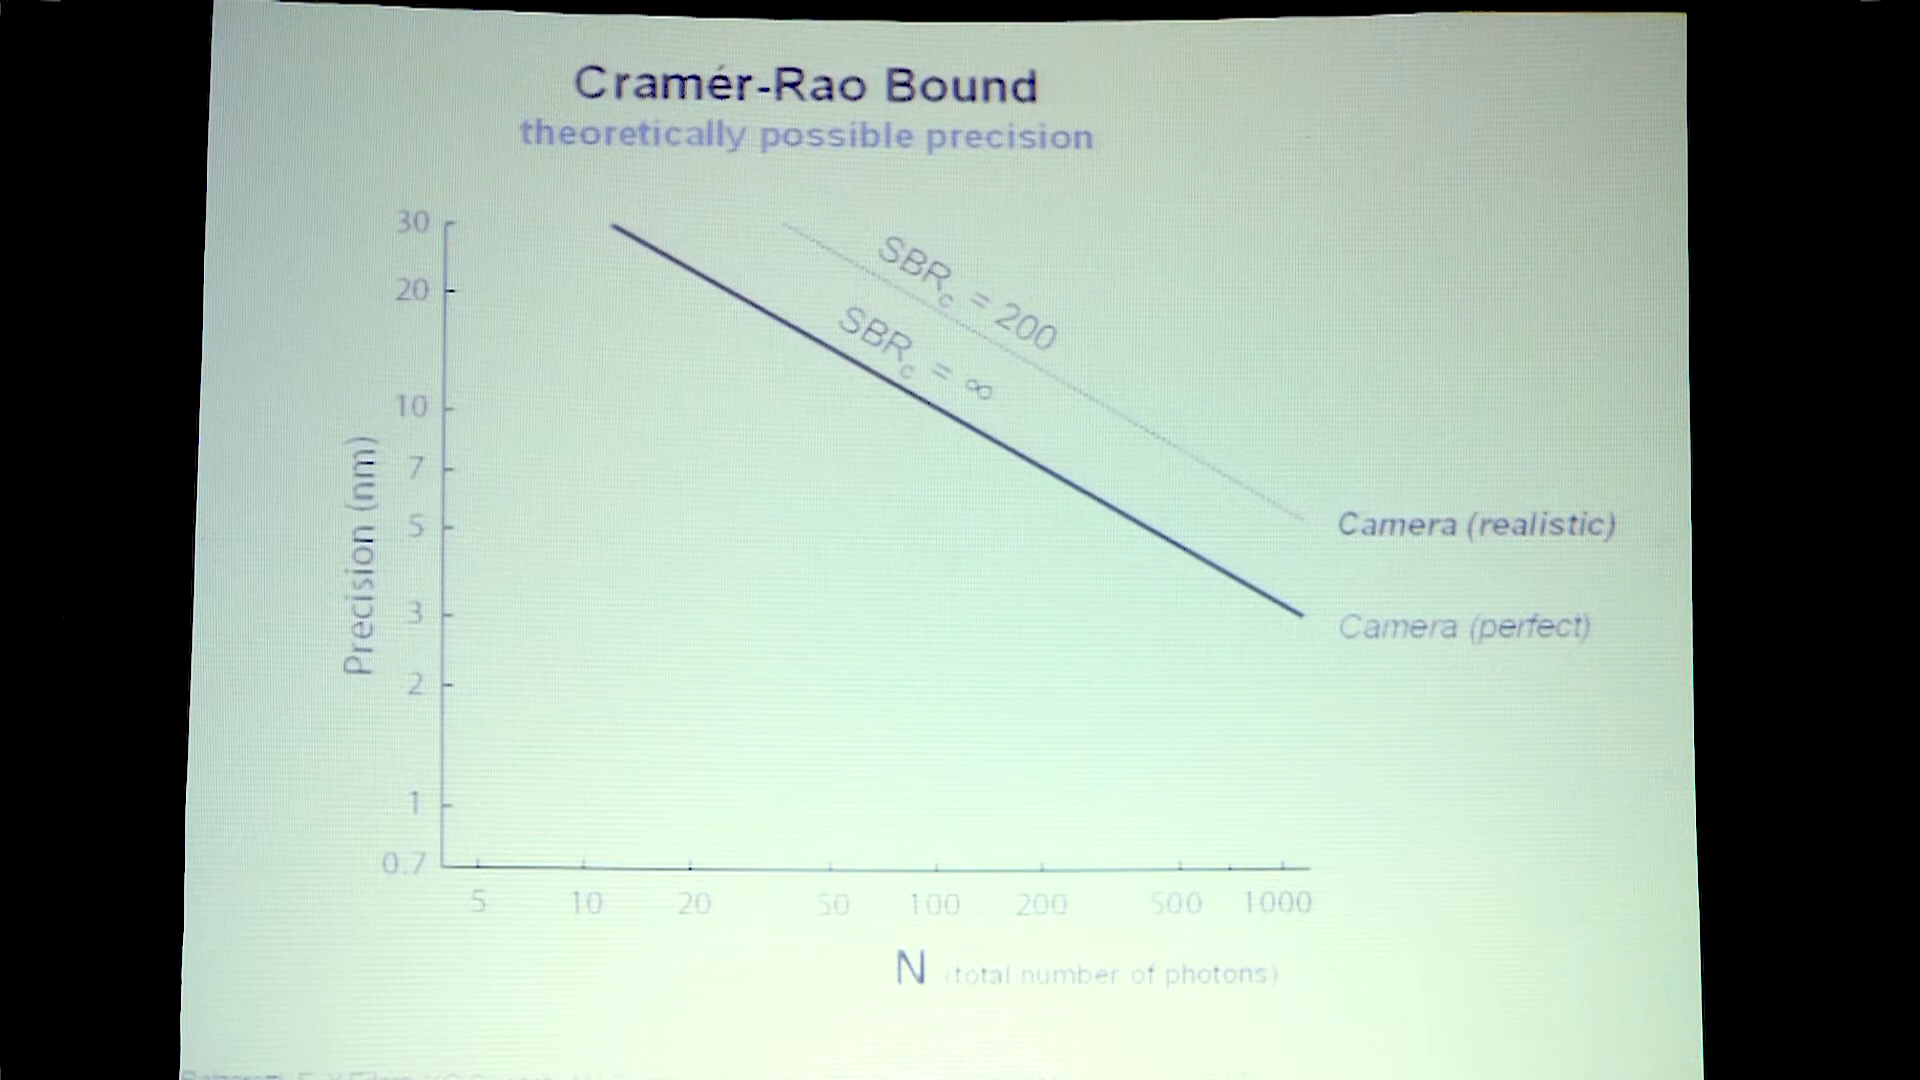 Cramér-Rao Bound
theoretically possible precision
30
20
10
7
5
3
2
1
0.7
Precision (nm)
SBRc = 200
SBRc = ∞
Camera (realistic)
Camera (perfect)
5 10 20 50 100 200 500 1000
N (total number of photons)